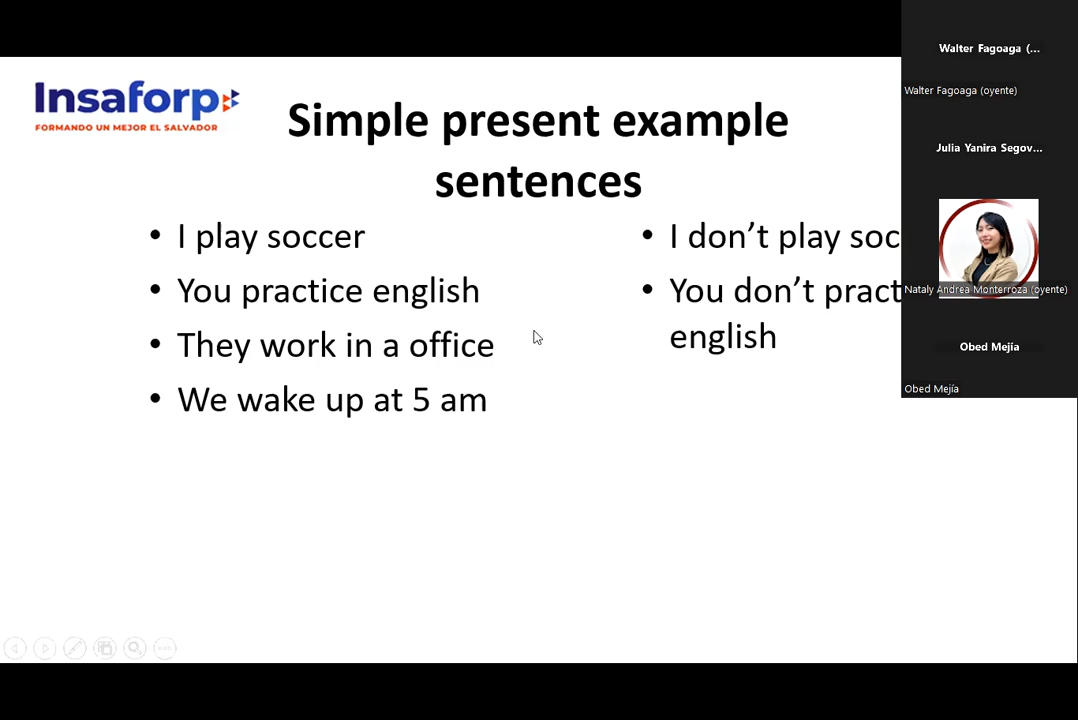 Insaforp
FORMANDO UN MEJOR EL SALVADOR
Simple present example
sentences
• I play soccer
• You practice english
• They work in a office
• We wake up at 5 am
• I don’t play soc
• You don’t pract
english
Walter Fagoaga (...
Walter Fagoaga (oyente)
Julia Yanira Segov...
Nataly Andrea Monterroza (oyente)
Obed Mejía
Obed Mejía